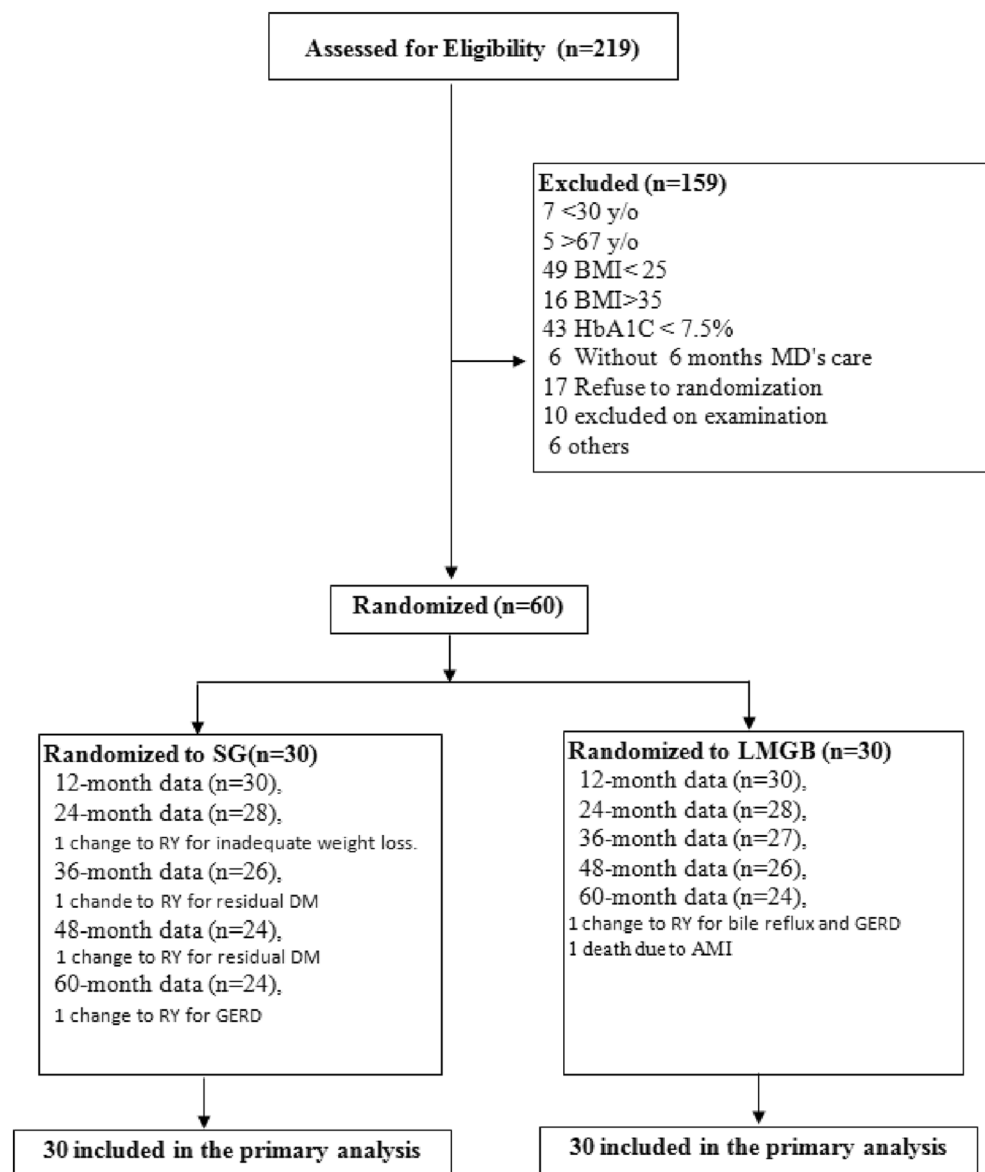 Assessed for Eligibility (n=219)
Excluded (n=159)
7 <30 y/o
5 >67 y/o
49 BMI< 25
16 BMI>35
43 HbA1C < 7.5%
6 Without 6 months MD's care
17 Refuse to randomization
10 excluded on examination
6 others
Randomized (n=60)
Randomized to SG(n=30)
12-month data (n=30),
24-month data (n=28),
1 change to RY for inadequate weight loss.
36-month data (n=26),
1 chande to RY for residual DM
48-month data (n=24),
1 change to RY for residual DM
60-month data (n=24),
1 change to RY for GERD
Randomized to LMGB (n=30)
12-month data (n=30),
24-month data (n=28),
36-month data (n=27),
48-month data (n=26),
60-month data (n=24),
1 change to RY for bile reflux and GERD
1 death due to AMI
30 included in the primary analysis
30 included in the primary analysis